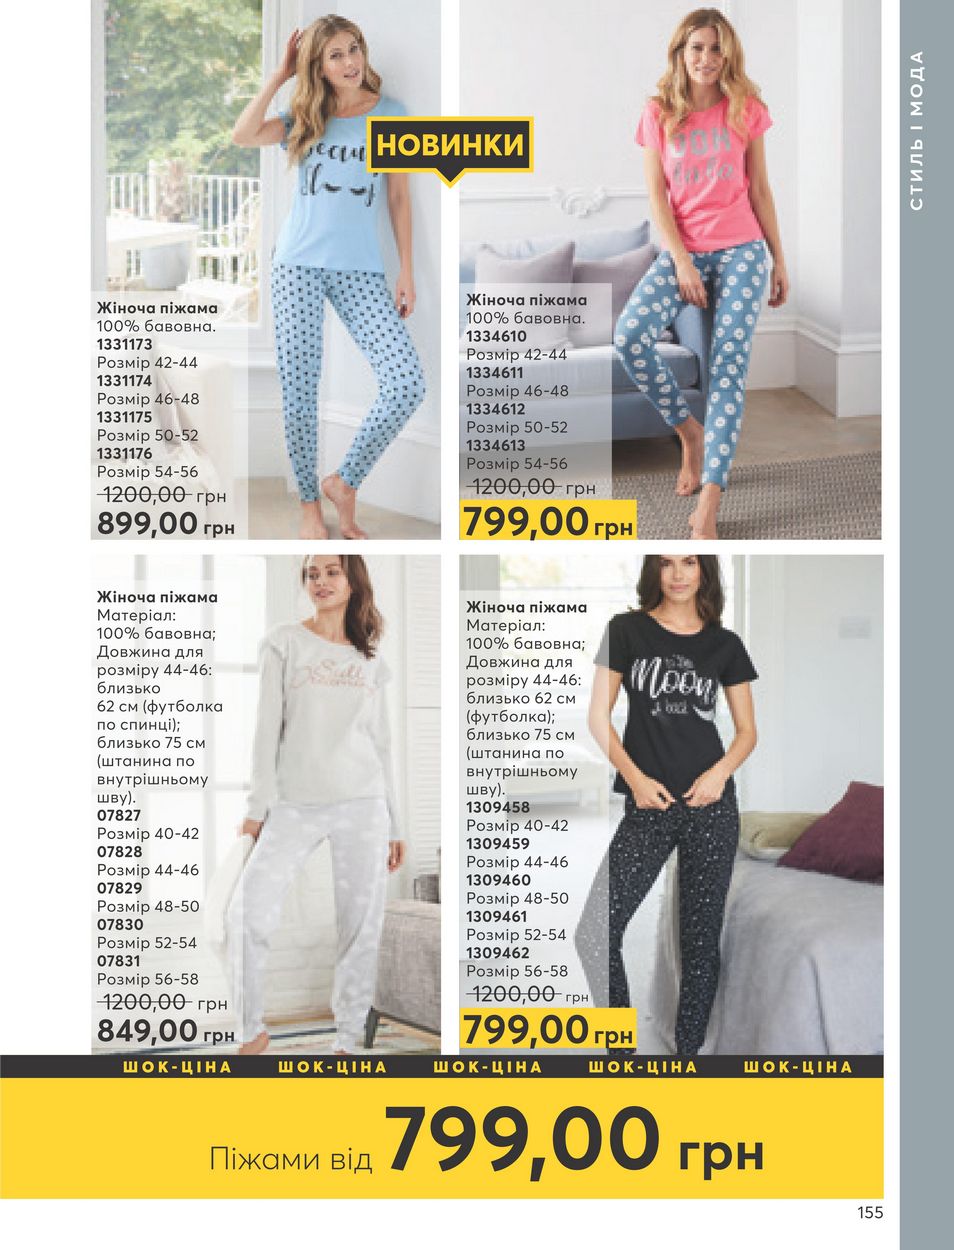 СТИЛЬ І МОДА
НОВИНКИ
Жіноча піжама
100% бавовна.
1331173
Розмір 42-44
1331174
Розмір 46-48
1331175
Розмір 50-52
1331176
Розмір 54-56
1200,00 грн
899,00 грн
OOH
lala
Жіноча піжама
100% бавовна.
1334610
Розмір 42-44
1334611
Розмір 46-48
1334612
Розмір 50-52
1334613
Розмір 54-56
1200,00 грн
799,00 грн
Жіноча піжама
Матеріал:
100% бавовна;
Довжина для
розміру 44-46:
близько
62 см (футболка
по спинці);
близько 75 см
(штанина по
внутрішньому
шву).
07827
Розмір 40-42
07828
Розмір 44-46
07829
Розмір 48-50
07830
Розмір 52-54
07831
Розмір 56-58
1200,00 грн
849,00 грн
Still
to the
Moon
& back
Жіноча піжама
Матеріал:
100% бавовна;
Довжина для
розміру 44-46:
близько 62 см
(футболка);
близько 75 см
(штанина по
внутрішньому
шву).
1309458
Розмір 40-42
1309459
Розмір 44-46
1309460
Розмір 48-50
1309461
Розмір 52-54
1309462
Розмір 56-58
1200,00 грн
799,00 грн
ШОК-ЦІНА ШОК-ЦІНА ШОК-ЦІНА ШОК-ЦІНА ШОК-ЦІНА
Піжами від 799,00 грн
155